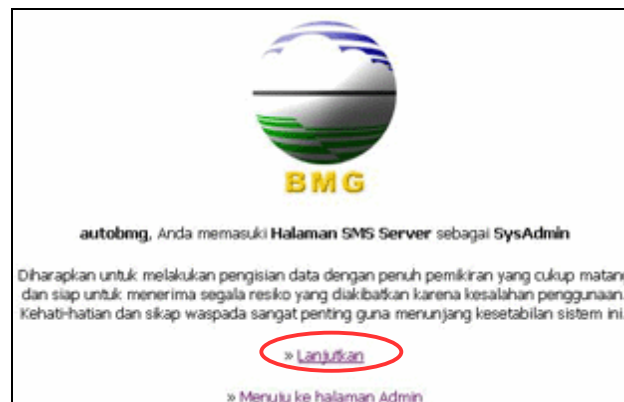 BMG
autobmg, Anda memasuki Halaman SMS Server sebagai SysAdmin
Diharapkan untuk melakukan pengisian data dengan penuh pemikiran yang cukup matang
dan siap untuk menerima segala resiko yang diakibatkan karena kesalahan penggunaan.
Kehati-hatian dan sikap waspada sangat penting guna menunjang kesetabilan sistem ini.
» Lanjutkan
» Menuju ke halaman Admin